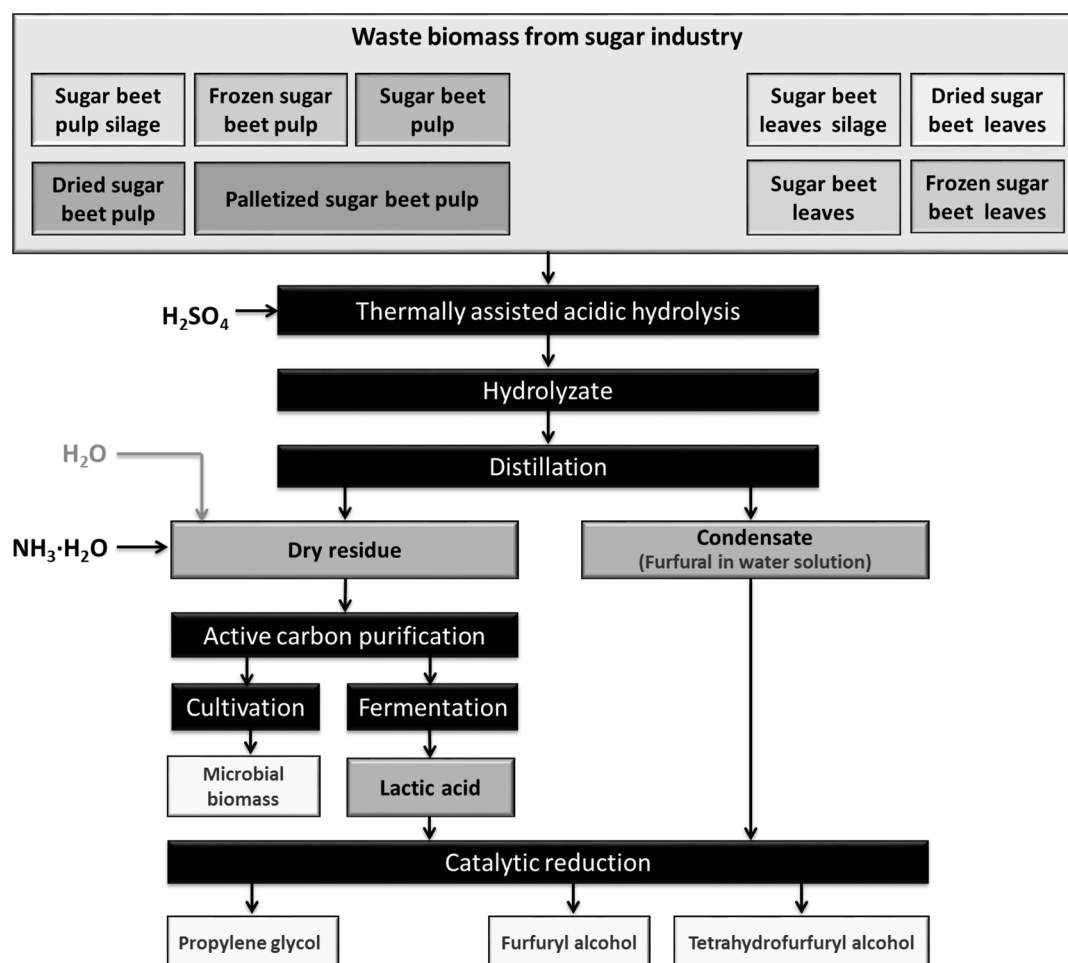 Waste biomass from sugar industry
Sugar beet
pulp silage
Frozen sugar
beet pulp
Sugar beet
pulp
Sugar beet
leaves silage
Dried sugar
beet leaves
Dried sugar
beet pulp
Palletized sugar beet pulp
Sugar beet
leaves
Frozen sugar
beet leaves
H₂SO₄
Thermally assisted acidic hydrolysis
Hydrolyzate
H₂O
Distillation
NH₃·H₂O
Dry residue
Condensate
(Furfural in water solution)
Active carbon purification
Cultivation
Fermentation
Microbial
biomass
Lactic acid
Catalytic reduction
Propylene glycol
Furfuryl alcohol
Tetrahydrofurfuryl alcohol